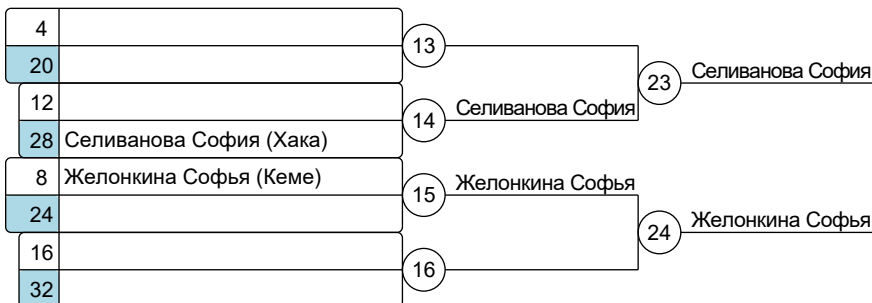 4
13
20
23 Селиванова София
12
14 Селиванова София
28 Селиванова София (Хака)
8 Желонкина Софья (Кеме)
15 Желонкина Софья
24
24 Желонкина Софья
16
16
32